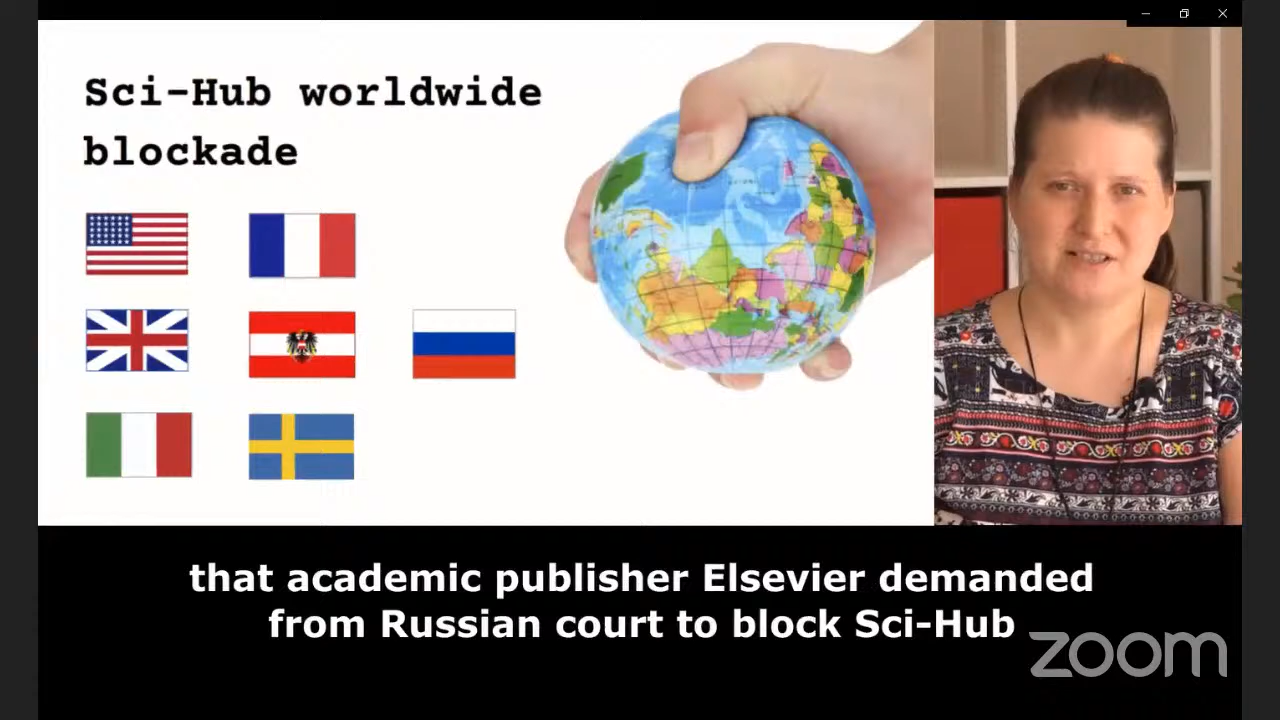 Sci-Hub worldwide
blockade
that academic publisher Elsevier demanded
from Russian court to block Sci-Hub
zoom